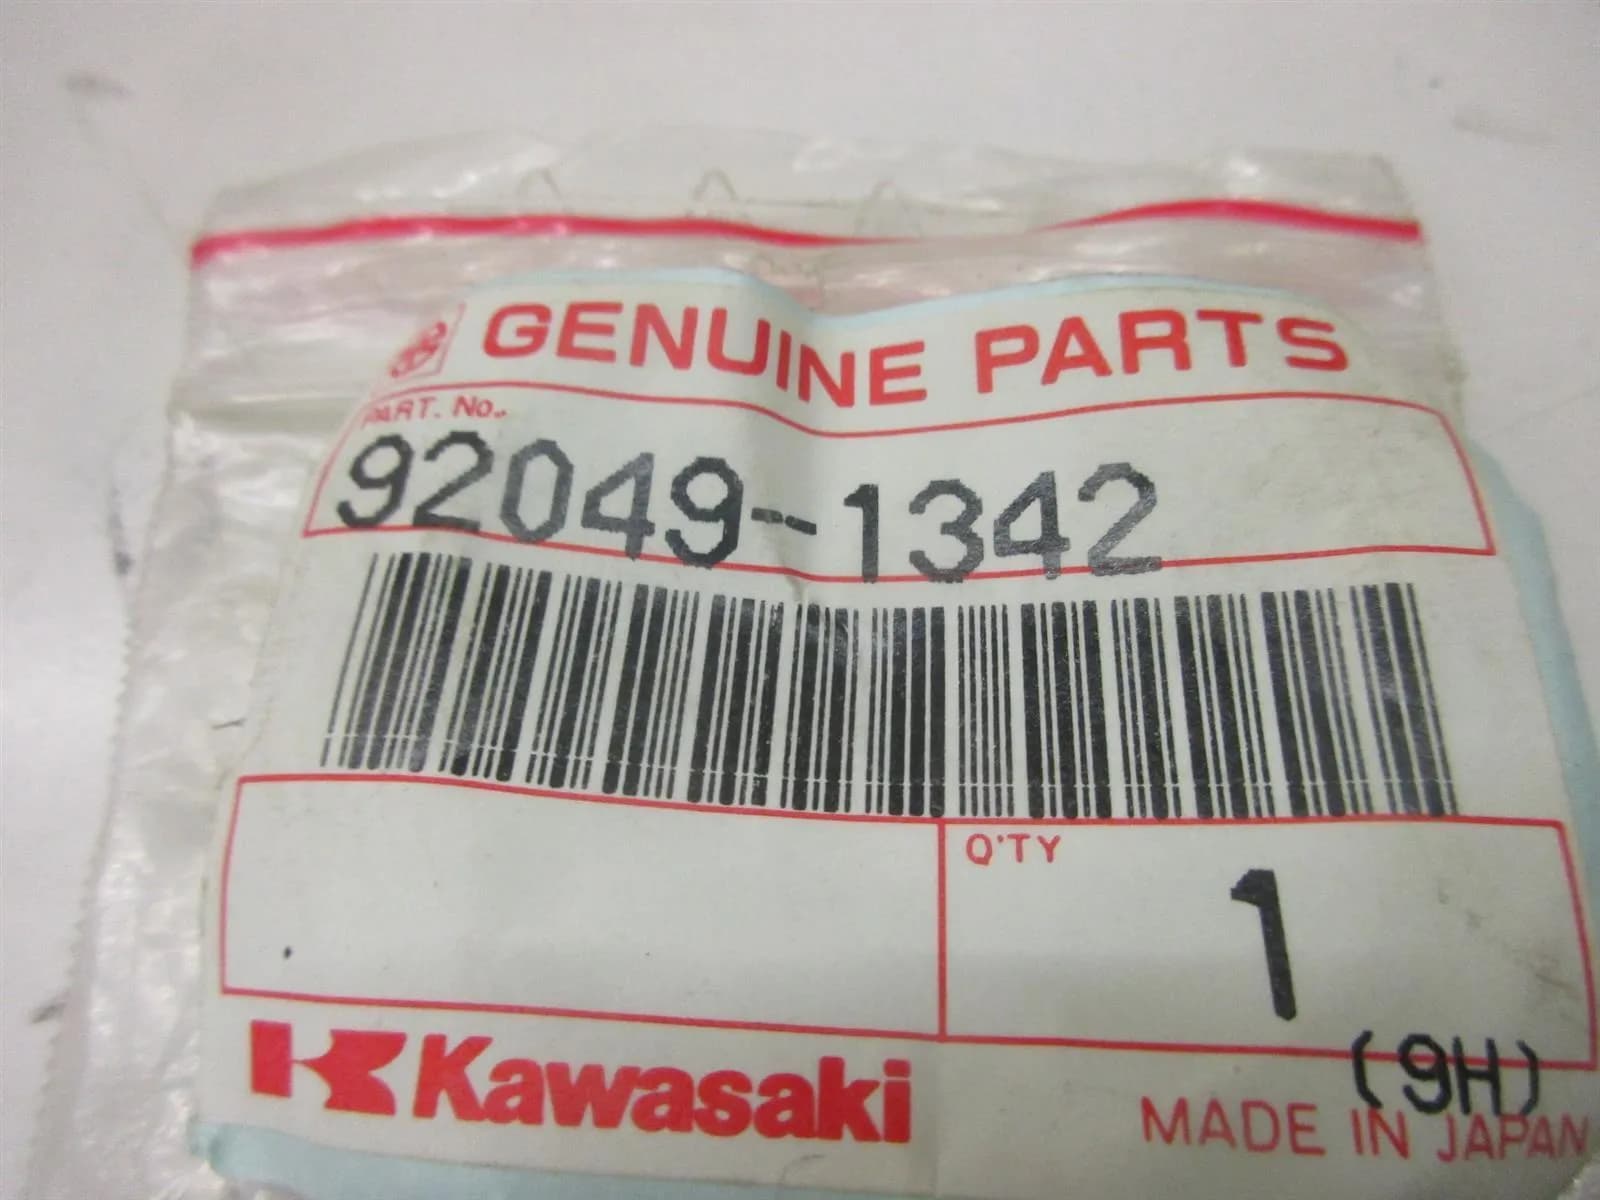 GENUINE PARTS
PART. No.
92049-1342
Q'TY
1
(9H)
Kawasaki
MADE IN JAPAN